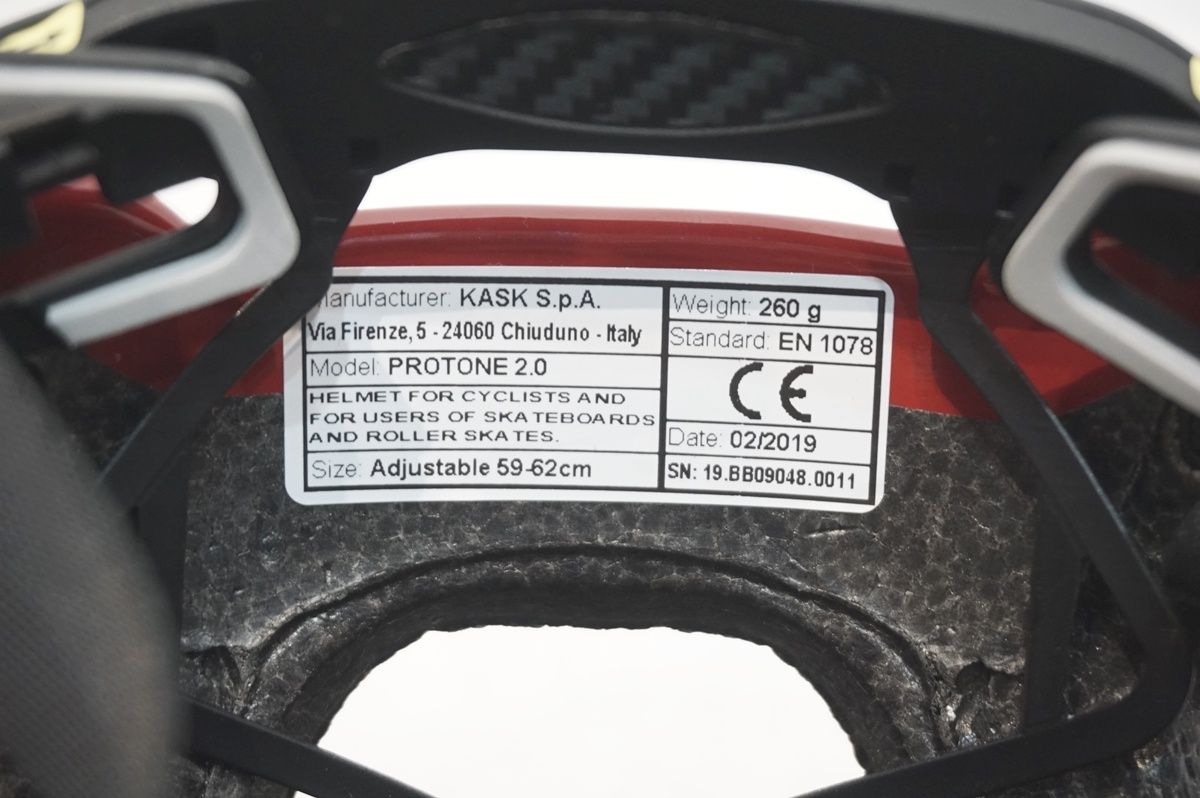 Manufacturer: KASK S.p.A.
Via Firenze, 5 - 24060 Chiuduno - Italy
Model: PROTONE 2.0
HELMET FOR CYCLISTS AND
FOR USERS OF SKATEBOARDS
AND ROLLER SKATES.
Size: Adjustable 59-62cm
Weight: 260 g
Standard: EN 1078
CE
Date: 02/2019
SN: 19.BB09048.0011